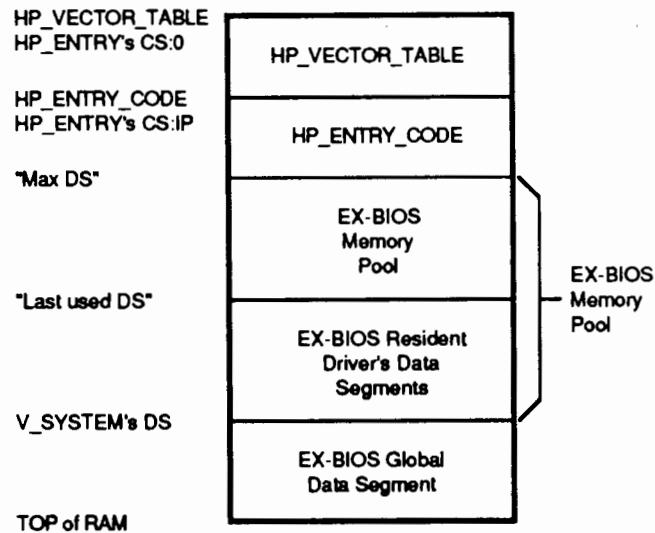 HP_VECTOR_TABLE
HP_ENTRY's CS:0
HP_VECTOR_TABLE
HP_ENTRY_CODE
HP_ENTRY's CS:IP
HP_ENTRY_CODE
"Max DS"
EX-BIOS
Memory
Pool
EX-BIOS
Memory
Pool
"Last used DS"
EX-BIOS Resident
Driver's Data
Segments
V_SYSTEM's DS
EX-BIOS Global
Data Segment
TOP of RAM